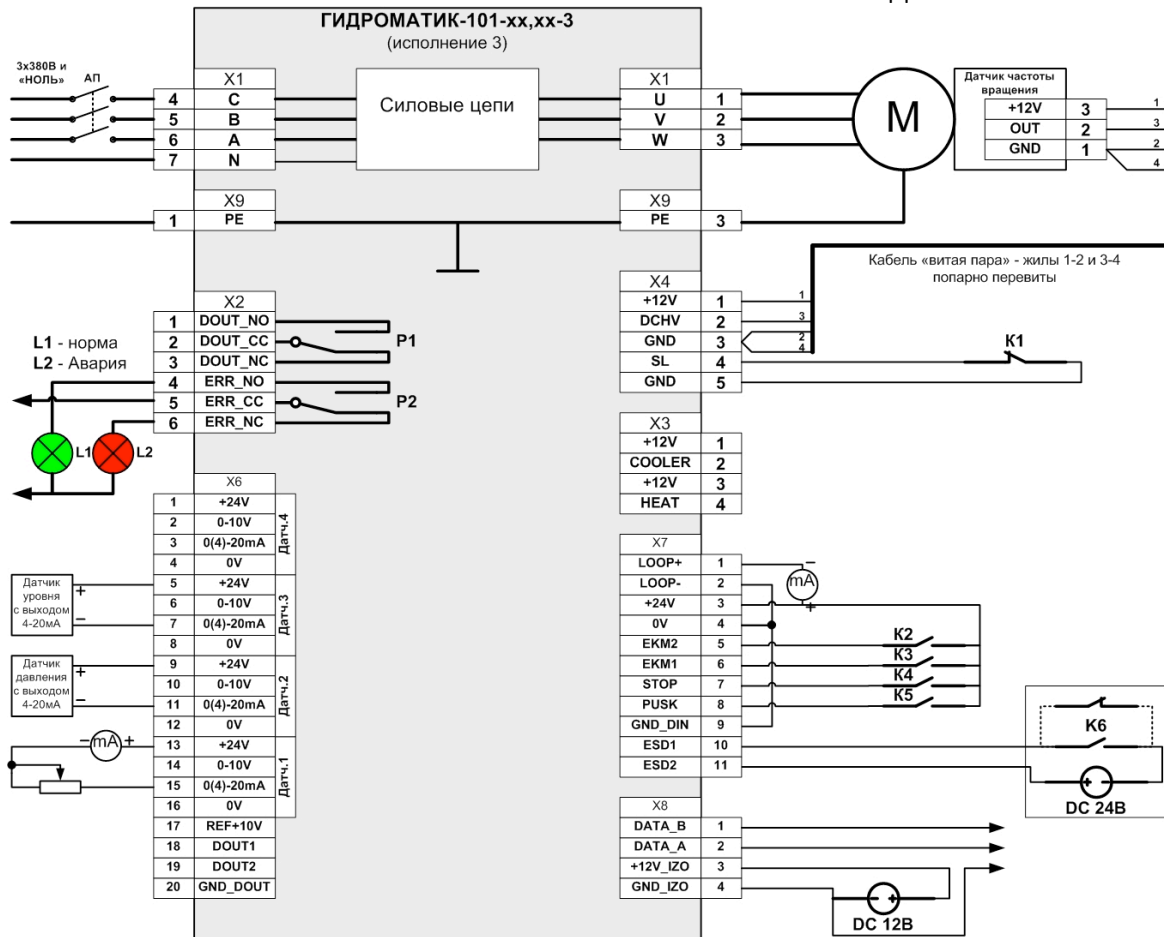 ГИДРОМАТИК-101-хх,хх-3
(исполнение 3)
3x380В и
«НОЛЬ»
АП
X1
4 C
5 B
6 A
7 N
Силовые цепи
X1
U 1
V 2
W 3
M
Датчик частоты
вращения
+12V 3
OUT 2
GND 1
1
3
2
4
X9
1 PE
X9
PE 3
Кабель «витая пара» - жилы 1-2 и 3-4
попарно перевиты
X2
1 DOUT_NO
2 DOUT_CC
3 DOUT_NC
4 ERR_NO
5 ERR_CC
6 ERR_NC
P1
P2
L1 - норма
L2 - Авария
L1
L2
X4
+12V 1
DCHV 2
GND 3
SL 4
GND 5
1
3
2
4
К1
X3
+12V 1
COOLER 2
+12V 3
HEAT 4
X6
1 +24V
2 0-10V
3 0(4)-20mA
4 0V
Датч.4
5 +24V
6 0-10V
7 0(4)-20mA
8 0V
Датч.3
9 +24V
10 0-10V
11 0(4)-20mA
12 0V
Датч.2
13 +24V
14 0-10V
15 0(4)-20mA
16 0V
Датч.1
17 REF+10V
18 DOUT1
19 DOUT2
20 GND_DOUT
Датчик
уровня
с выходом
4-20мА
+
−
Датчик
давления
с выходом
4-20мА
+
−
− mA +
X7
LOOP+ 1
LOOP- 2
+24V 3
0V 4
EKM2 5
EKM1 6
STOP 7
PUSK 8
GND_DIN 9
ESD1 10
ESD2 11
−
mA
+
К2
К3
К4
К5
К6
+ -
DC 24В
X8
DATA_B 1
DATA_A 2
+12V_IZO 3
GND_IZO 4
- +
DC 12В